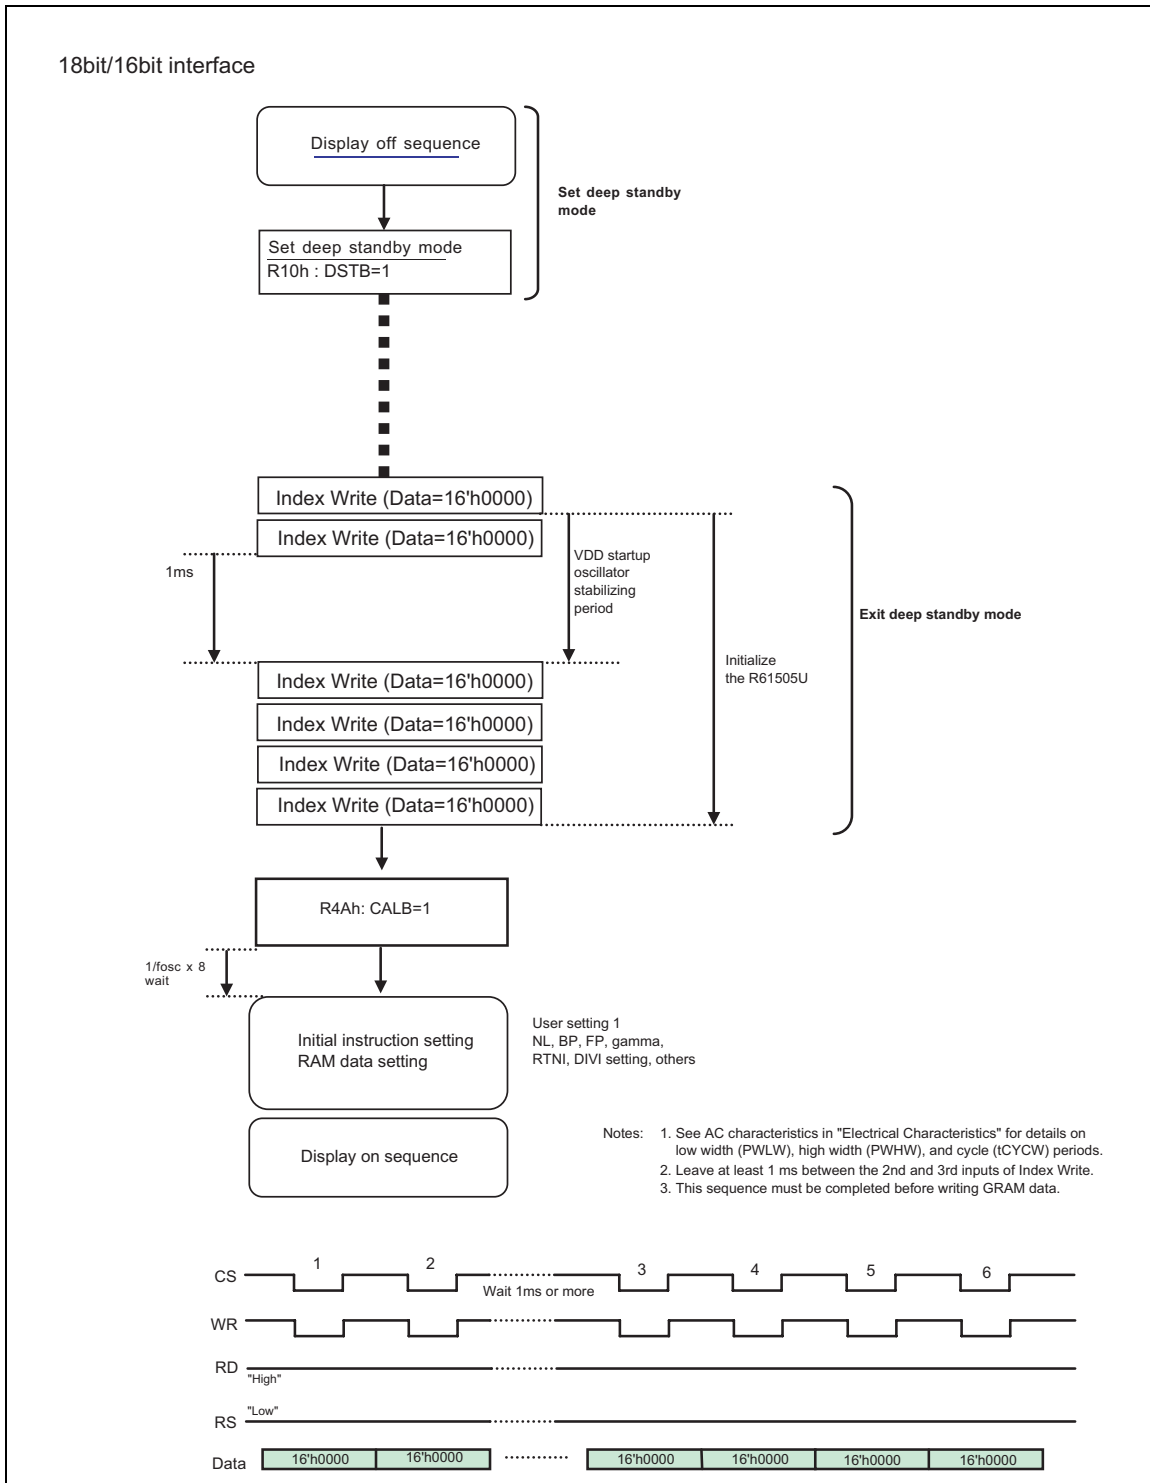 18bit/16bit interface
Display off sequence
Set deep standby
mode
Set deep standby mode
R10h : DSTB=1
Index Write (Data=16'h0000)
Index Write (Data=16'h0000)
1ms
VDD startup
oscillator
stabilizing
period
Exit deep standby mode
Initialize
the R61505U
Index Write (Data=16'h0000)
Index Write (Data=16'h0000)
Index Write (Data=16'h0000)
Index Write (Data=16'h0000)
R4Ah: CALB=1
1/fosc x 8
wait
Initial instruction setting
RAM data setting
User setting 1
NL, BP, FP, gamma,
RTNI, DIVI setting, others
Display on sequence
Notes: 1. See AC characteristics in "Electrical Characteristics" for details on
low width (PWLW), high width (PWHW), and cycle (tCYCW) periods.
2. Leave at least 1 ms between the 2nd and 3rd inputs of Index Write.
3. This sequence must be completed before writing GRAM data.
CS 1 2 3 4 5 6
Wait 1ms or more
WR
RD
"High"
"Low"
RS
Data 16'h0000 16'h0000 16'h0000 16'h0000 16'h0000 16'h0000